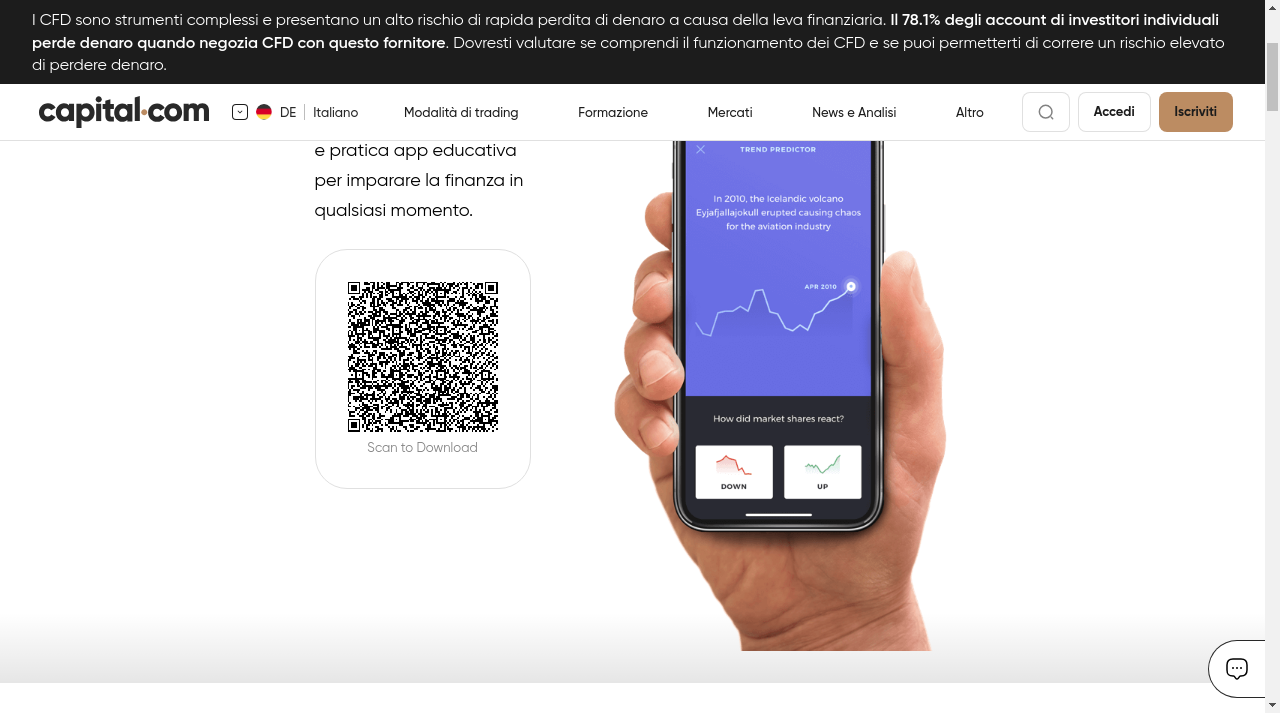 I CFD sono strumenti complessi e presentano un alto rischio di rapida perdita di denaro a causa della leva finanziaria. Il 78.1% degli account di investitori individuali
perde denaro quando negozia CFD con questo fornitore. Dovresti valutare se comprendi il funzionamento dei CFD e se puoi permetterti di correre un rischio elevato
di perdere denaro.
capital.com DE Italiano Modalità di trading Formazione Mercati News e Analisi Altro Accedi Iscriviti
e pratica app educativa
per imparare la finanza in
qualsiasi momento.
Scan to Download
TREND PREDICTOR
In 2010, the Icelandic volcano
Eyjafjallajokull erupted causing chaos
for the aviation industry
APR 2010
How did market shares react?
DOWN UP